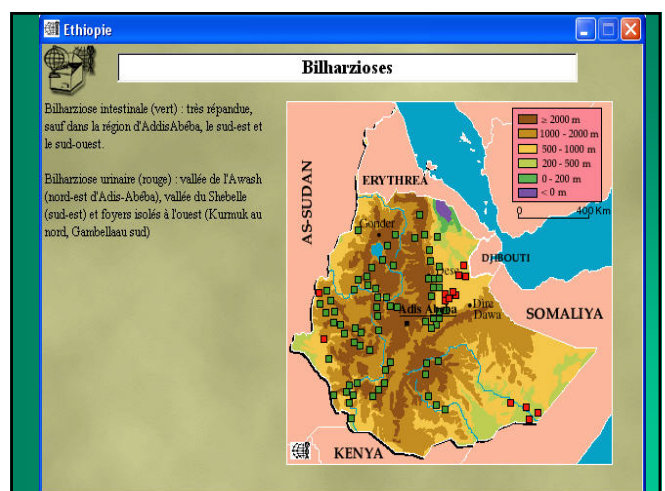 Ethiopie
Bilharzioses
Bilharziose intestinale (vert) : très répandue,
sauf dans la région d'AddisAbéba, le sud-est et
le sud-ouest.
Bilharziose urinaire (rouge) : vallée de l'Awash
(nord-est d'Adis-Abéba), vallée du Shebelle
(sud-est) et foyers isolés à l'ouest (Kurmuk au
nord, Gambellaau sud)
≥ 2000 m
1000 - 2000 m
500 - 1000 m
200 - 500 m
0 - 200 m
< 0 m
0 400 Km
AS-SUDAN
ERYTHREA
Gonder
DJIBOUTI
Dese
Dire
Dawa
Adis Abeba
SOMALIYA
KENYA